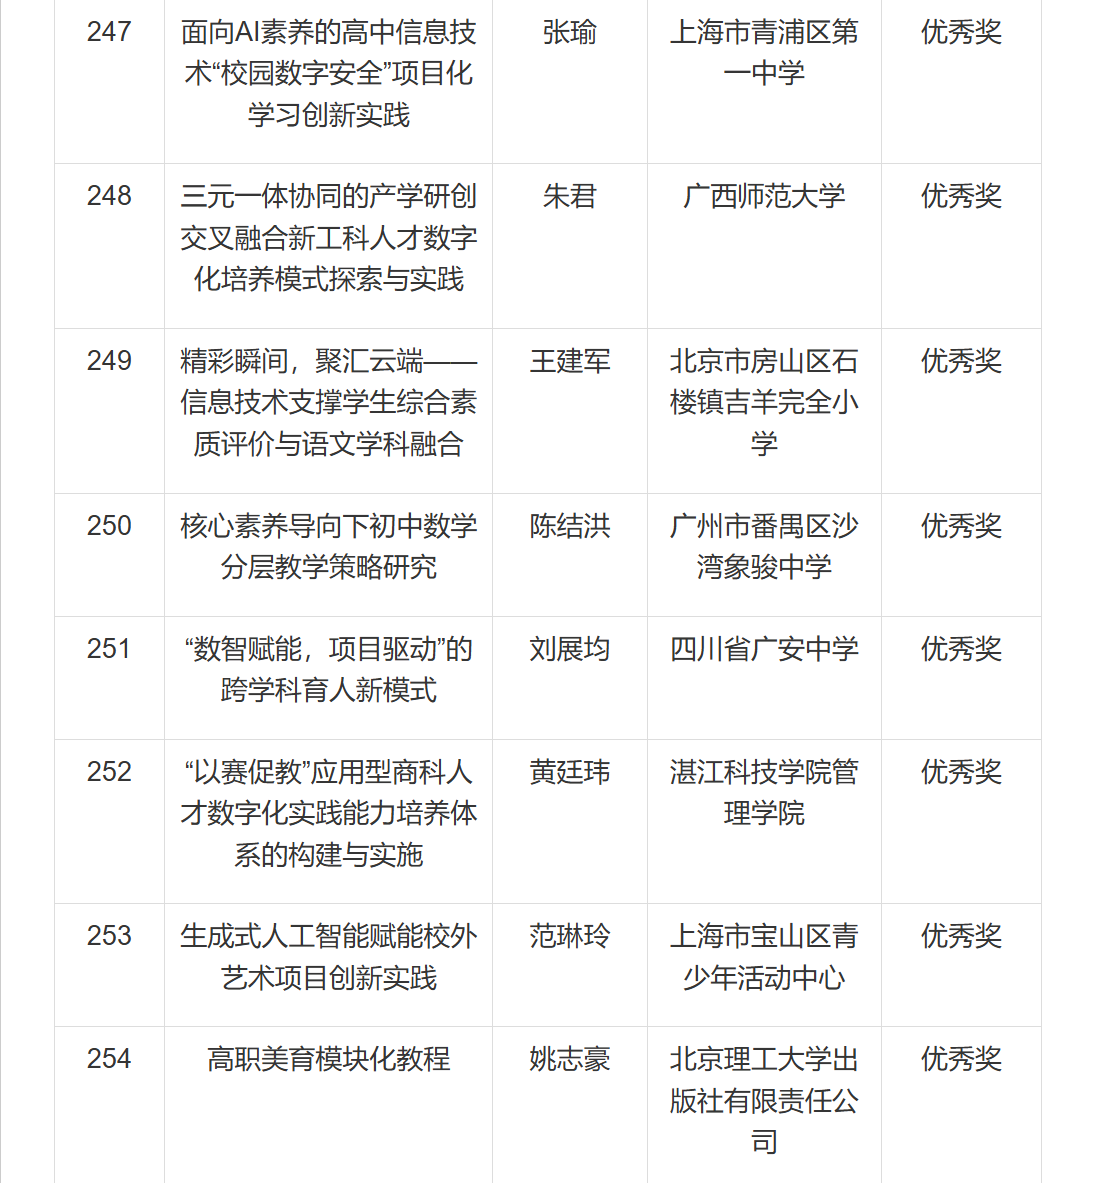 247 面向AI素养的高中信息技 张瑜 上海市青浦区第 优秀奖
术“校园数字安全”项目化 一中学
学习创新实践
248 三元一体协同的产学研创 朱君 广西师范大学 优秀奖
交叉融合新工科人才数字
化培养模式探索与实践
249 精彩瞬间，聚汇云端—— 王建军 北京市房山区石 优秀奖
信息技术支撑学生综合素 楼镇吉羊完全小
质评价与语文学科融合 学
250 核心素养导向下初中数学 陈结洪 广州市番禺区沙 优秀奖
分层教学策略研究 湾象骏中学
251 “数智赋能，项目驱动”的 刘展均 四川省广安中学 优秀奖
跨学科育人新模式
252 “以赛促教”应用型商科人 黄廷玮 湛江科技学院管 优秀奖
才数字化实践能力培养体 理学院
系的构建与实施
253 生成式人工智能赋能校外 范琳玲 上海市宝山区青 优秀奖
艺术项目创新实践 少年活动中心
254 高职美育模块化教程 姚志豪 北京理工大学出 优秀奖
版社有限责任公
司